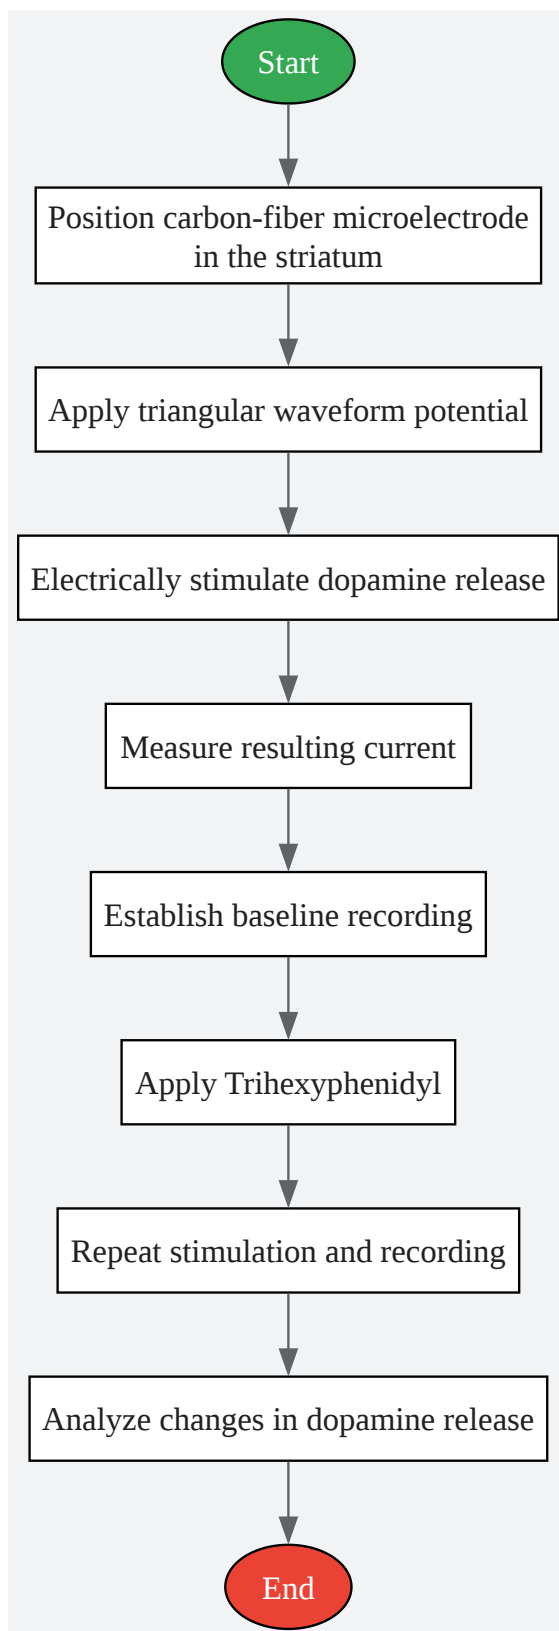 Start
Position carbon-fiber microelectrode
in the striatum
Apply triangular waveform potential
Electrically stimulate dopamine release
Measure resulting current
Establish baseline recording
Apply Trihexyphenidyl
Repeat stimulation and recording
Analyze changes in dopamine release
End